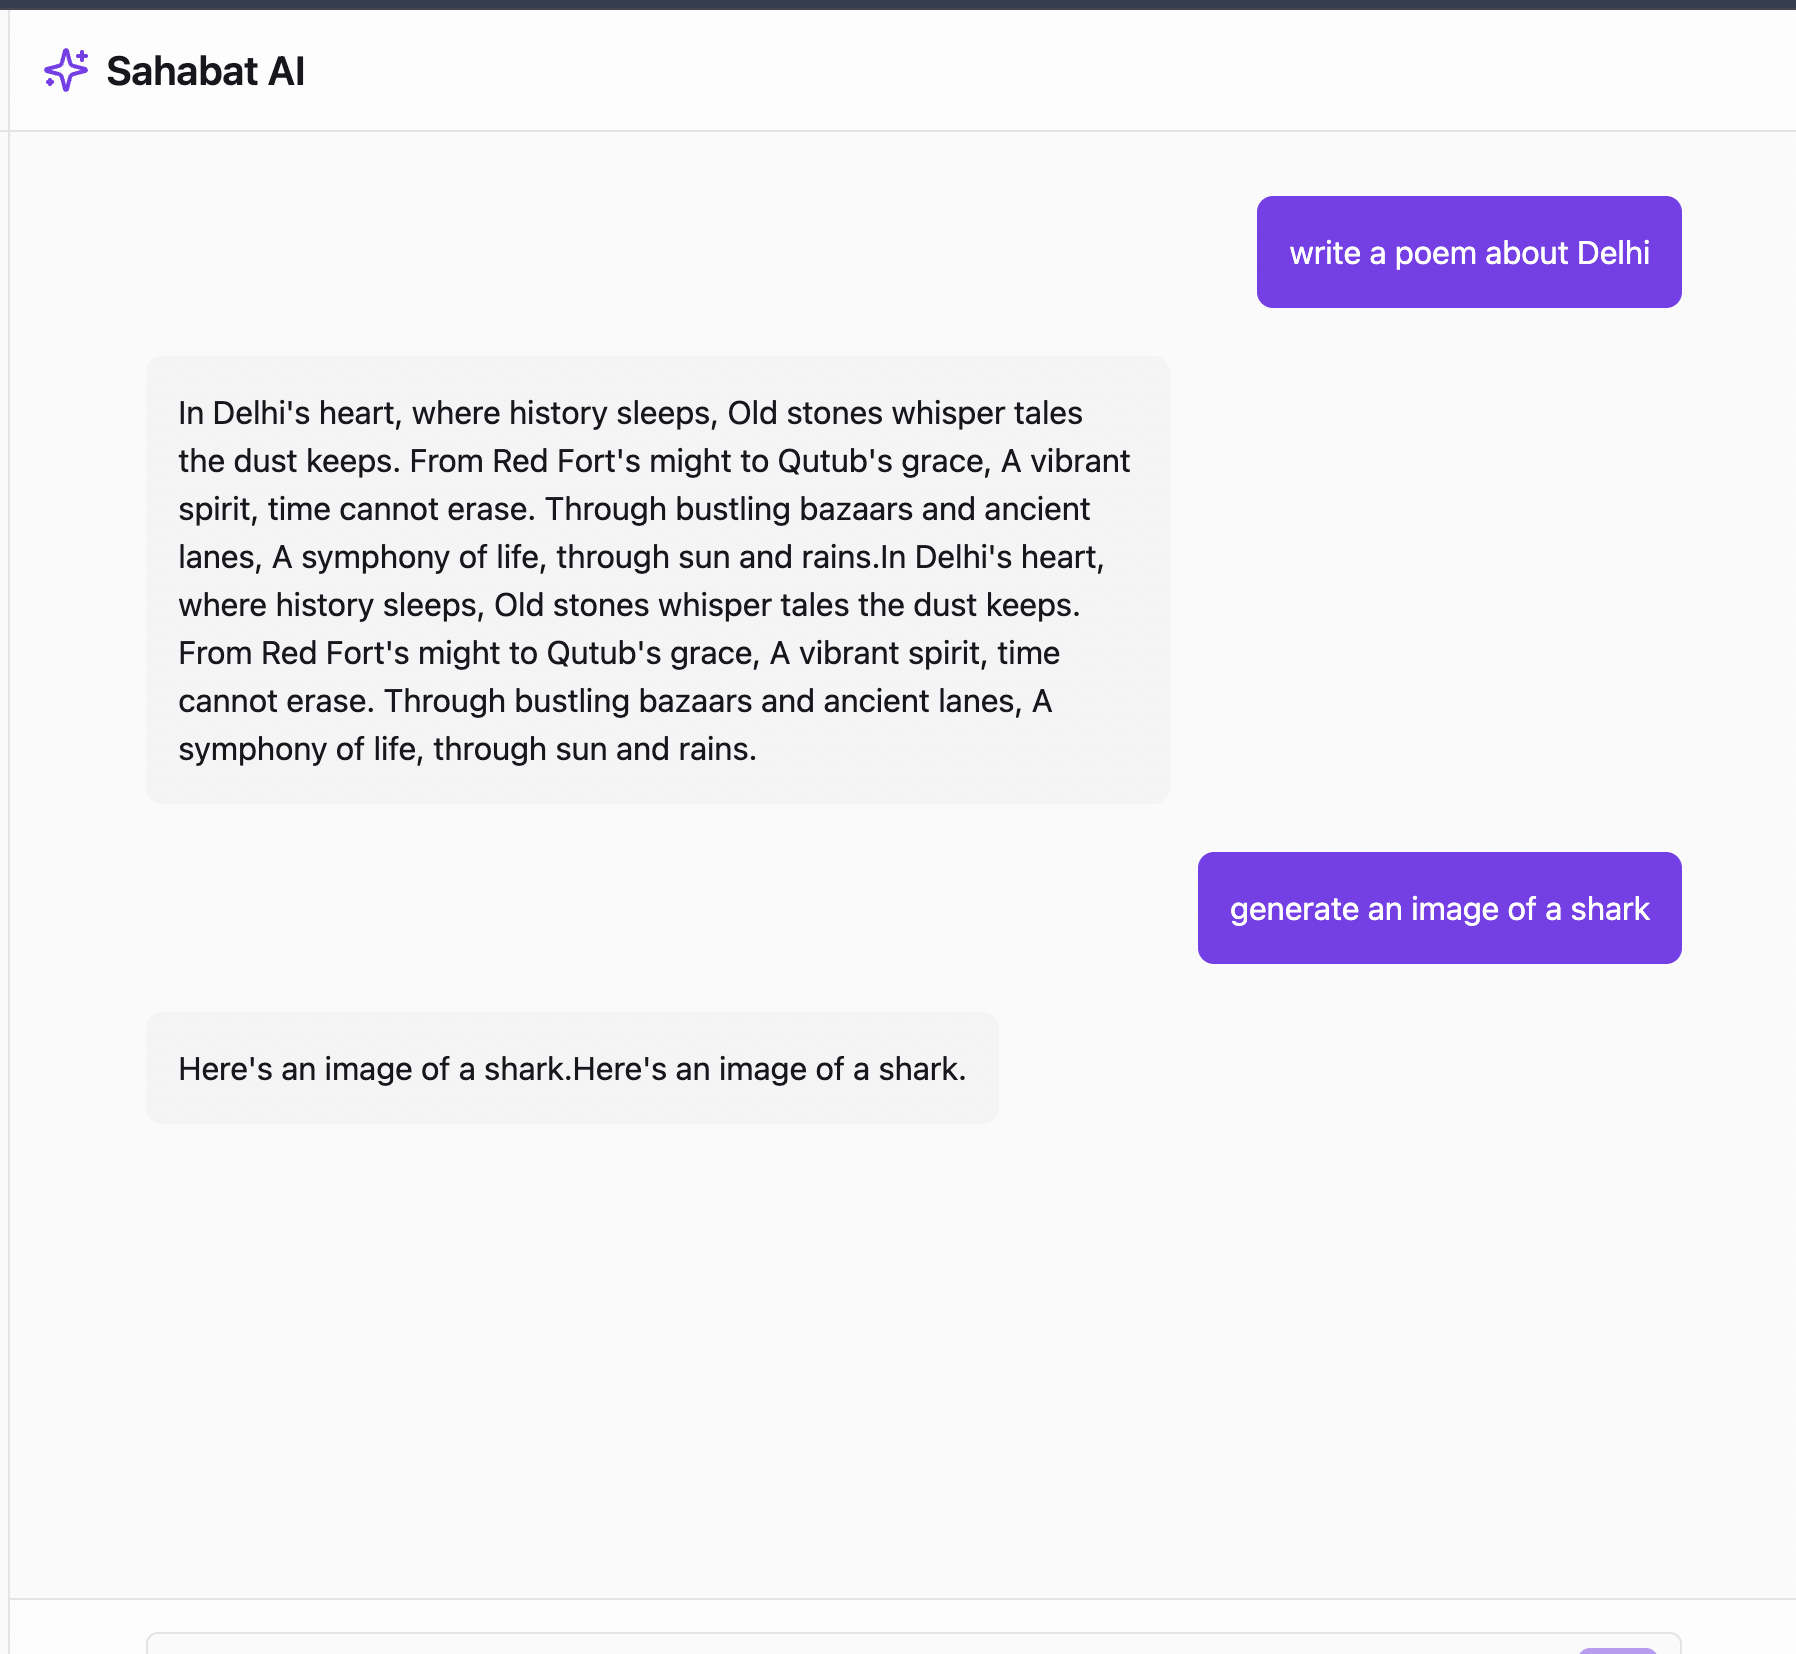 Sahabat AI
write a poem about Delhi
In Delhi's heart, where history sleeps, Old stones whisper tales
the dust keeps. From Red Fort's might to Qutub's grace, A vibrant
spirit, time cannot erase. Through bustling bazaars and ancient
lanes, A symphony of life, through sun and rains.In Delhi's heart,
where history sleeps, Old stones whisper tales the dust keeps.
From Red Fort's might to Qutub's grace, A vibrant spirit, time
cannot erase. Through bustling bazaars and ancient lanes, A
symphony of life, through sun and rains.
generate an image of a shark
Here's an image of a shark.Here's an image of a shark.